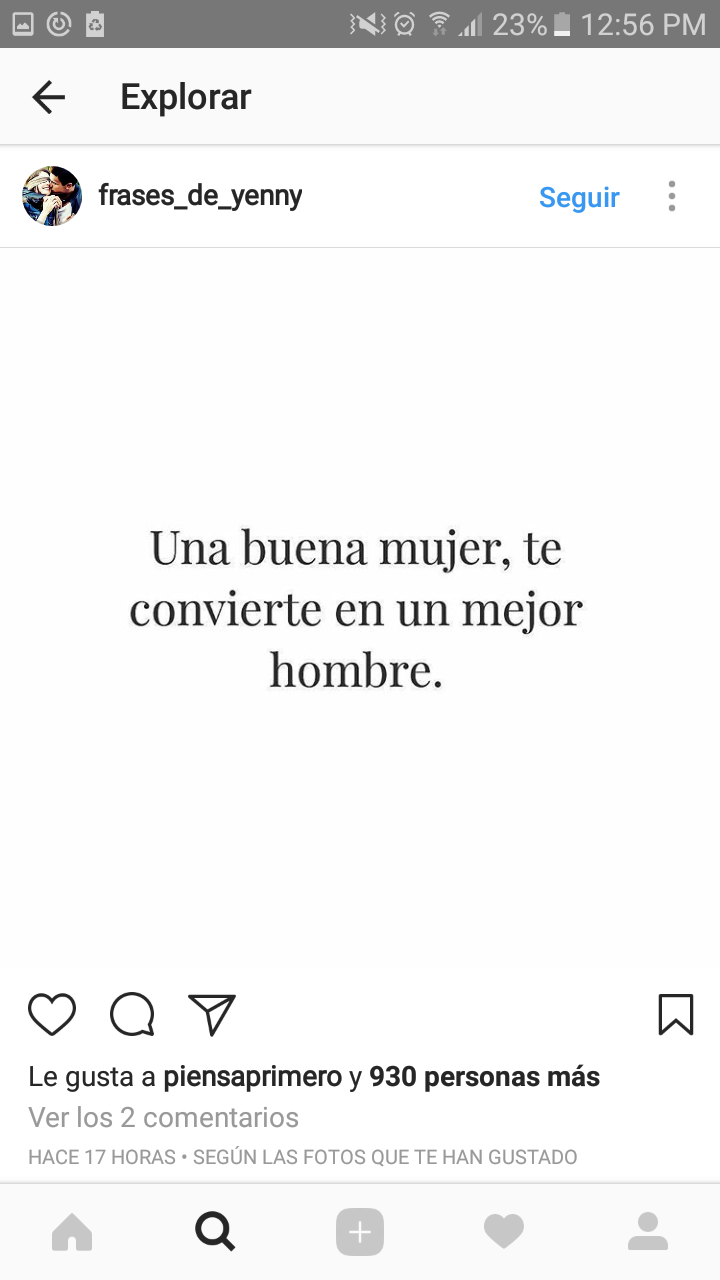 23% 12:56 PM
Explorar
frases_de_yenny
Seguir
Una buena mujer, te
convierte en un mejor
hombre.
Le gusta a piensaprimero y 930 personas más
Ver los 2 comentarios
HACE 17 HORAS • SEGÚN LAS FOTOS QUE TE HAN GUSTADO